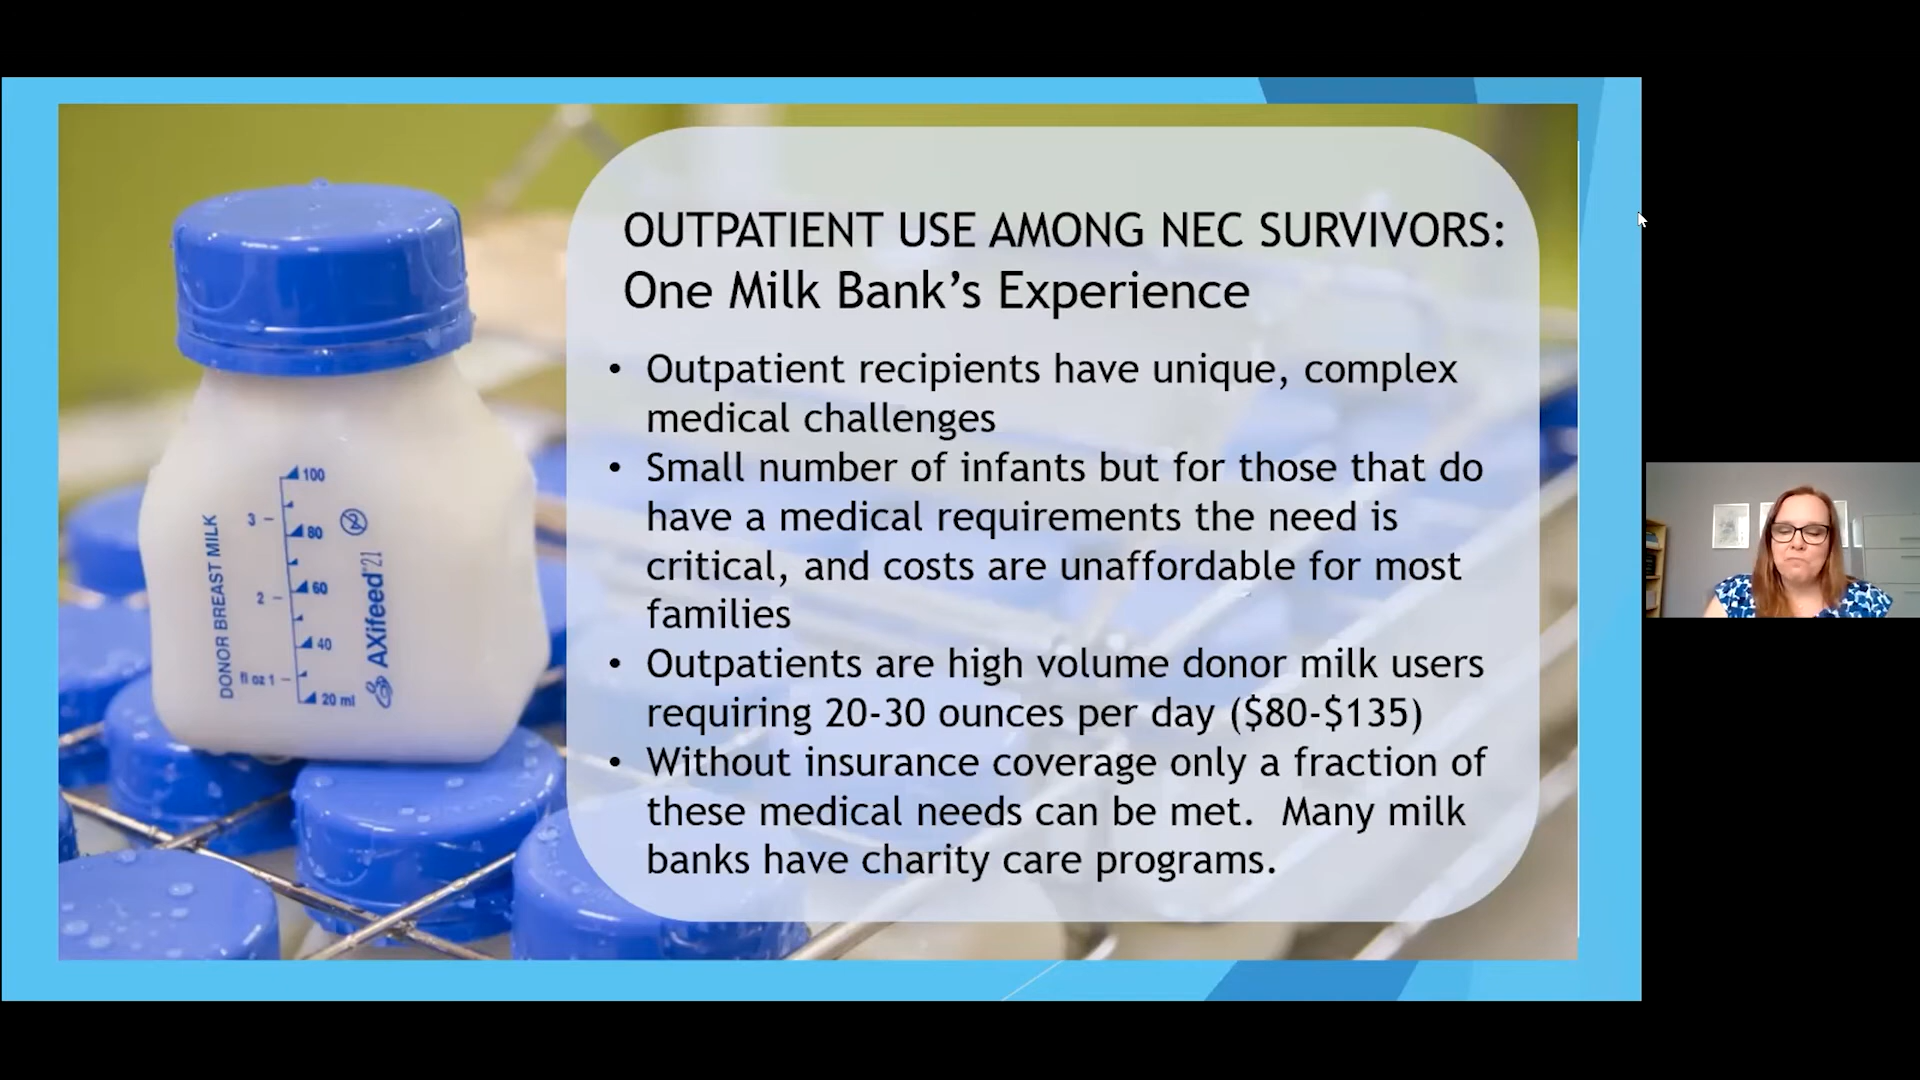 OUTPATIENT USE AMONG NEC SURVIVORS:
One Milk Bank’s Experience
• Outpatient recipients have unique, complex
medical challenges
• Small number of infants but for those that do
have a medical requirements the need is
critical, and costs are unaffordable for most
families
• Outpatients are high volume donor milk users
requiring 20-30 ounces per day ($80-$135)
• Without insurance coverage only a fraction of
these medical needs can be met.  Many milk
banks have charity care programs.
DONOR BREAST MILK
3
2
fl oz 1
100
80
60
40
20 ml
AXifeed 21